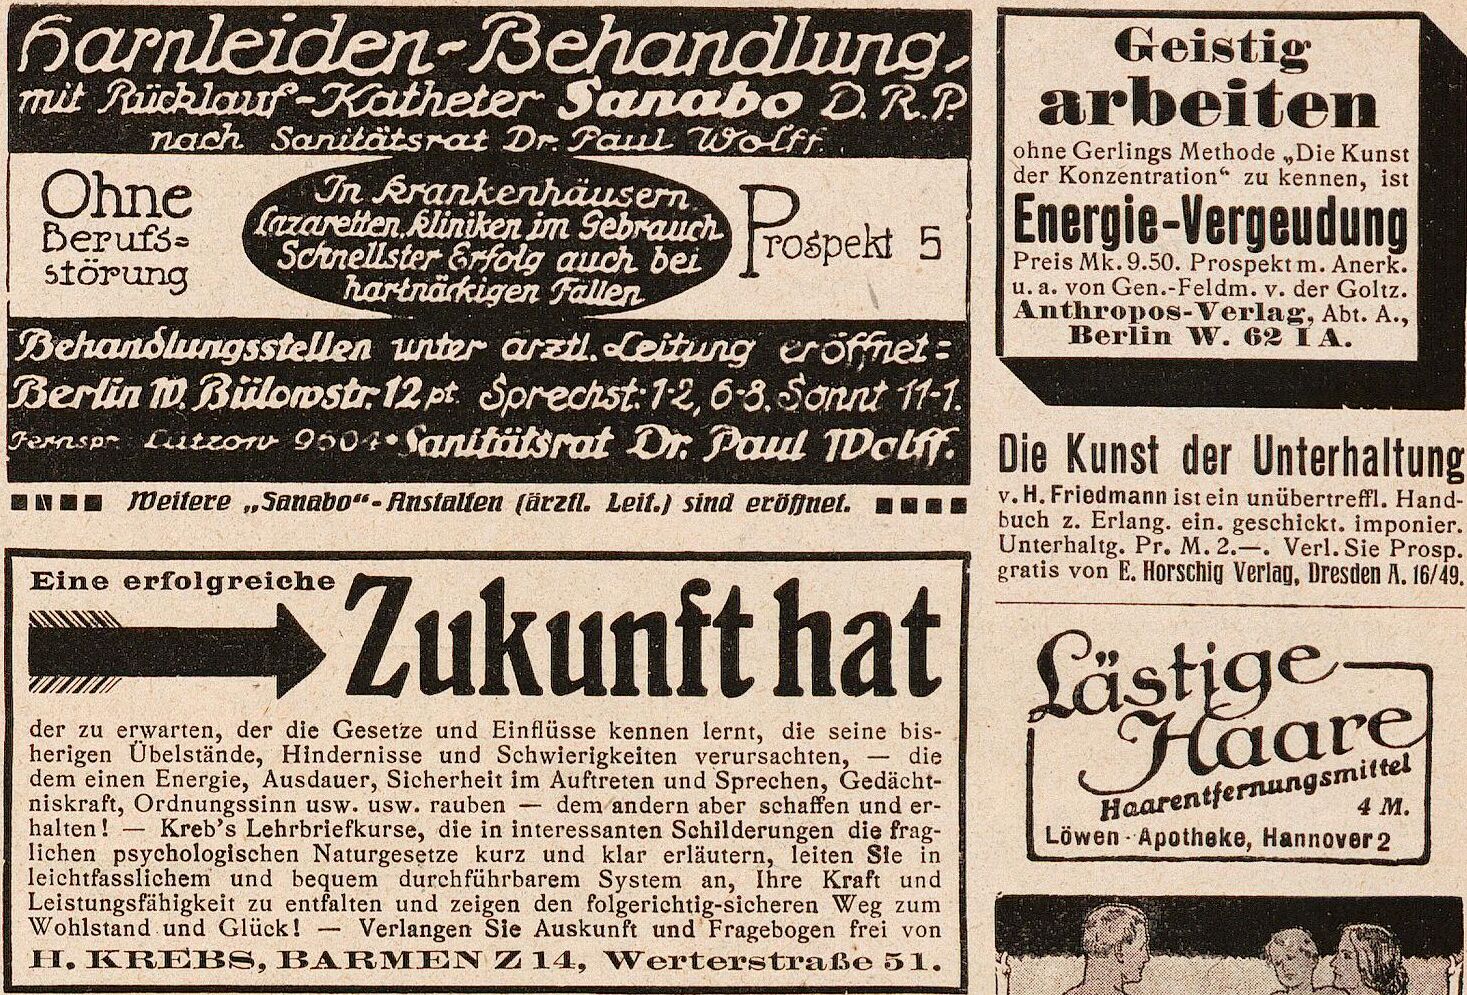 Harnleiden-Behandlung,
mit Rücklauf-Katheter Sanabo D.R.P.
nach Sanitätsrat Dr. Paul Wolff.
Ohne
Berufs=
störung
In Krankenhäusern
Lazaretten, Kliniken im Gebrauch
Schnellster Erfolg auch bei
hartnäckigen Fällen
Prospekt 5
Behandlungsstellen unter ärztl. Leitung eröffnet=
Berlin W. Bülowstr. 12 pt. Sprechst: 1-2, 6-8. Sonnt 11-1.
Fernspr. Lützow 9604 • Sanitätsrat Dr. Paul Wolff.
Weitere „Sanabo“-Anstalten (ärztl. Leit.) sind eröffnet.
Eine erfolgreiche
Zukunft hat
der zu erwarten, der die Gesetze und Einflüsse kennen lernt, die seine bis-
herigen Übelstände, Hindernisse und Schwierigkeiten verursachten, — die
dem einen Energie, Ausdauer, Sicherheit im Auftreten und Sprechen, Gedächt-
niskraft, Ordnungssinn usw. usw. rauben — dem andern aber schaffen und er-
halten! — Kreb's Lehrbriefkurse, die in interessanten Schilderungen die frag-
lichen psychologischen Naturgesetze kurz und klar erläutern, leiten Sie in
leichtfasslichem und bequem durchführbarem System an, Ihre Kraft und
Leistungsfähigkeit zu entfalten und zeigen den folgerichtig-sicheren Weg zum
Wohlstand und Glück! — Verlangen Sie Auskunft und Fragebogen frei von
H. KREBS, BARMEN Z 14, Werterstraße 51.
Geistig
arbeiten
ohne Gerlings Methode „Die Kunst
der Konzentration“ zu kennen, ist
Energie-Vergeudung
Preis Mk. 9.50. Prospekt m. Anerk.
u. a. von Gen.-Feldm. v. der Goltz.
Anthropos-Verlag, Abt. A.,
Berlin W. 62 I A.
Die Kunst der Unterhaltung
v. H. Friedmann ist ein unübertreffl. Hand-
buch z. Erlang. ein. geschickt. imponier.
Unterhaltg. Pr. M. 2.—. Verl. Sie Prosp.
gratis von E. Horschig Verlag, Dresden A. 16/49.
Lästige
Haare
Haarentfernungsmittel
4 M.
Löwen-Apotheke, Hannover 2